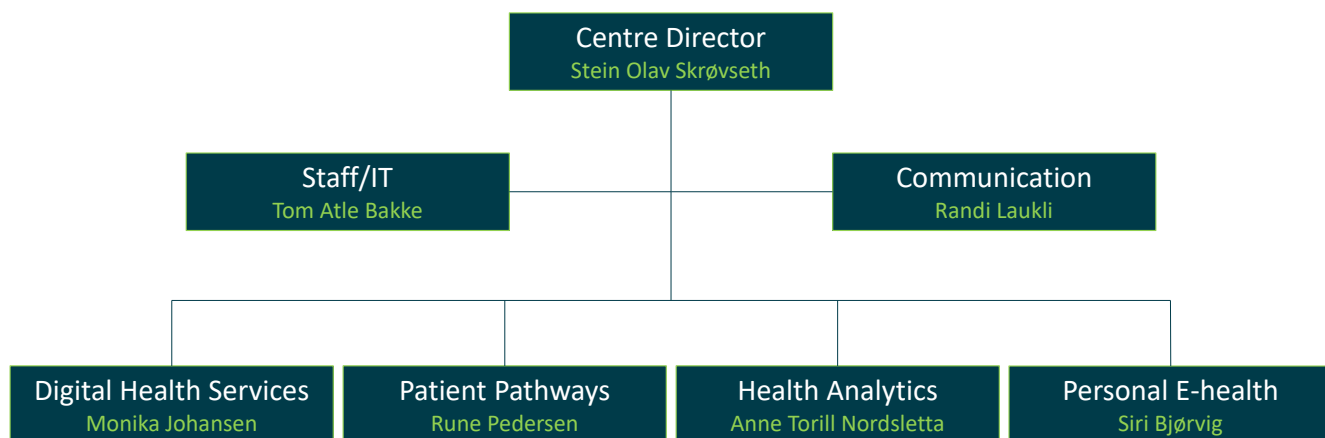 Centre Director
Stein Olav Skrøvseth
Staff/IT
Tom Atle Bakke
Communication
Randi Laukli
Digital Health Services
Monika Johansen
Patient Pathways
Rune Pedersen
Health Analytics
Anne Torill Nordsletta
Personal E-health
Siri Bjørvig